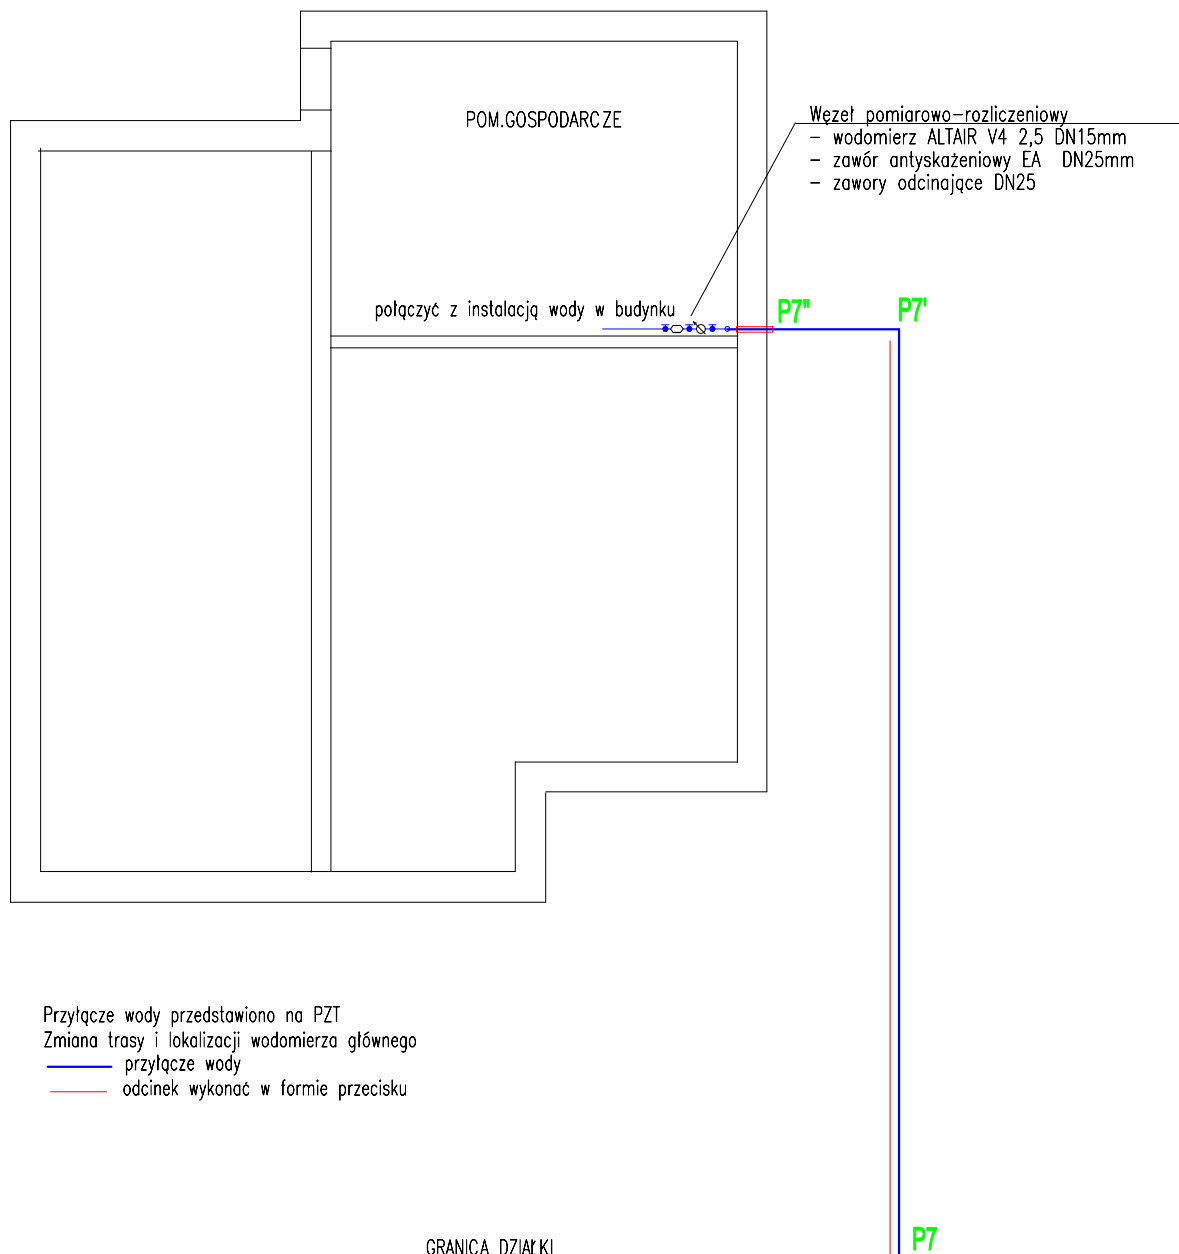 POM.GOSPODARCZE
Węzeł pomiarowo-rozliczeniowy
- wodomierz ALTAIR V4 2,5 DN15mm
- zawór antyskażeniowy EA DN25mm
- zawory odcinające DN25
połączyć z instalacją wody w budynku
P7"
P7'
Przyłącze wody przedstawiono na PZT
Zmiana trasy i lokalizacji wodomierza głównego
przyłącze wody
odcinek wykonać w formie przecisku
P7
GRANICA DZIAŁKI